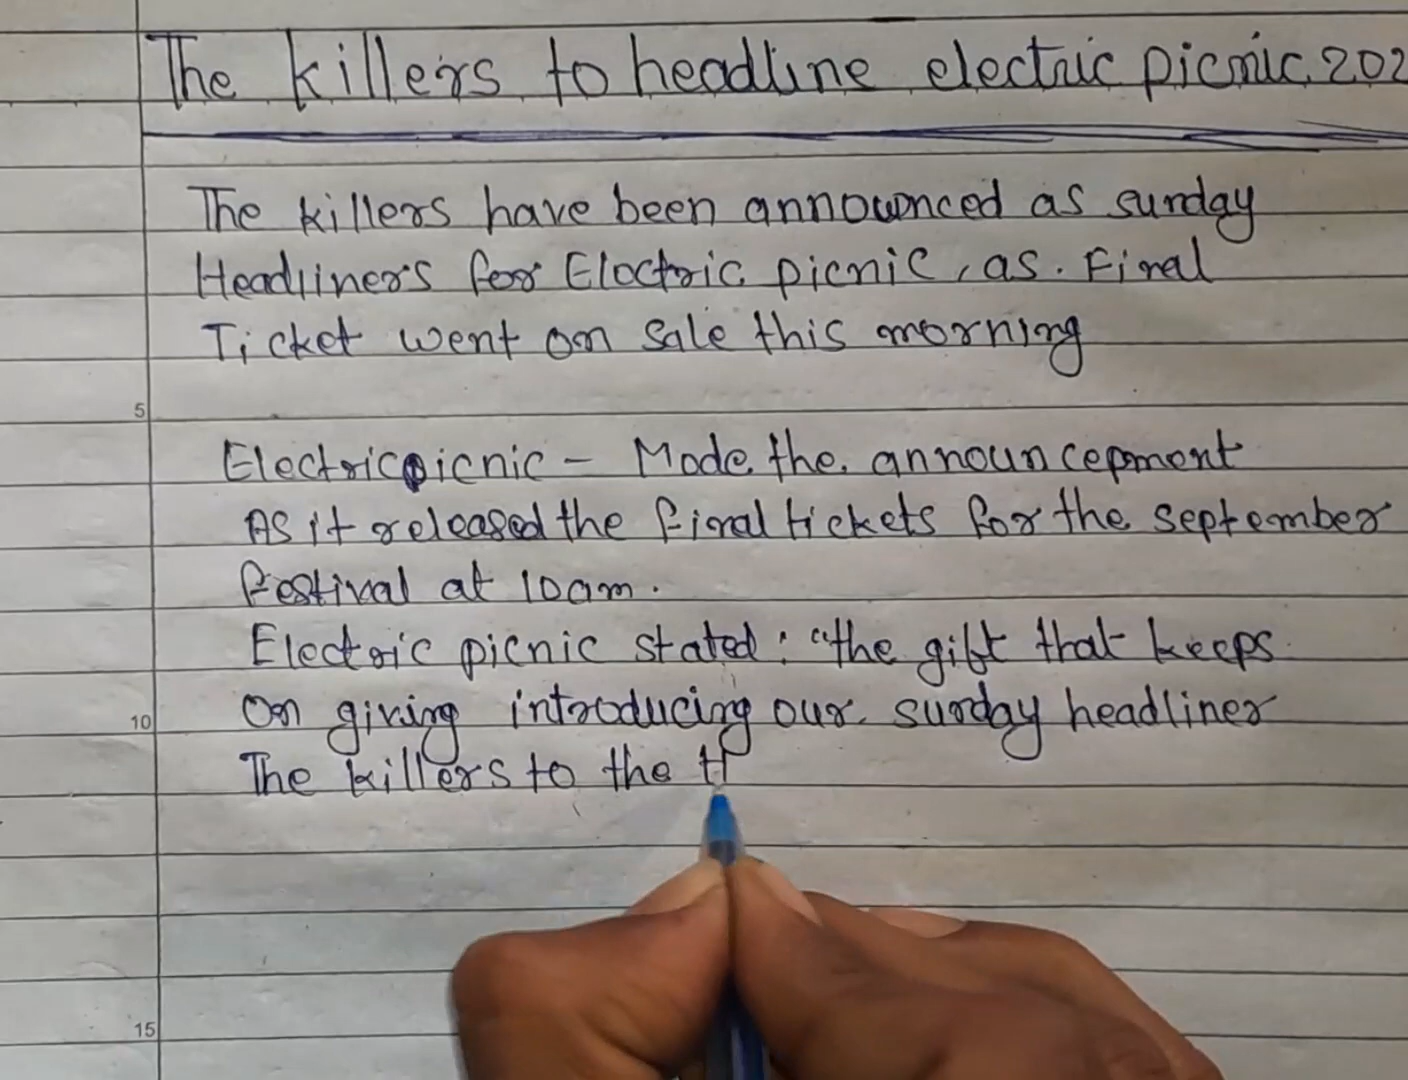 The killers to headline electric picnic 202
The killers have been announced as sunday
Headliners for Eloctric picnic, as. Final
Ticket went on sale this morning
5
Electricpicnic - Mode the. announcepment
As it released the final tickets for the september
festival at 10am.
Electric picnic stated: "the gift that keeps
10 on giving introducing our sunday headliner
The killers to the th
15